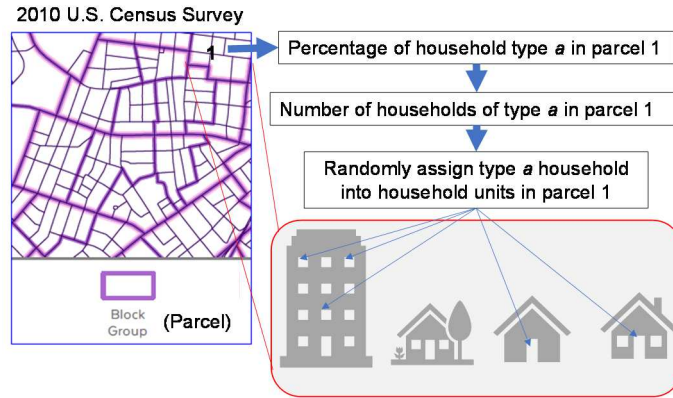 2010 U.S. Census Survey
1
Percentage of household type a in parcel 1
Number of households of type a in parcel 1
Randomly assign type a household
into household units in parcel 1
Block
Group
(Parcel)